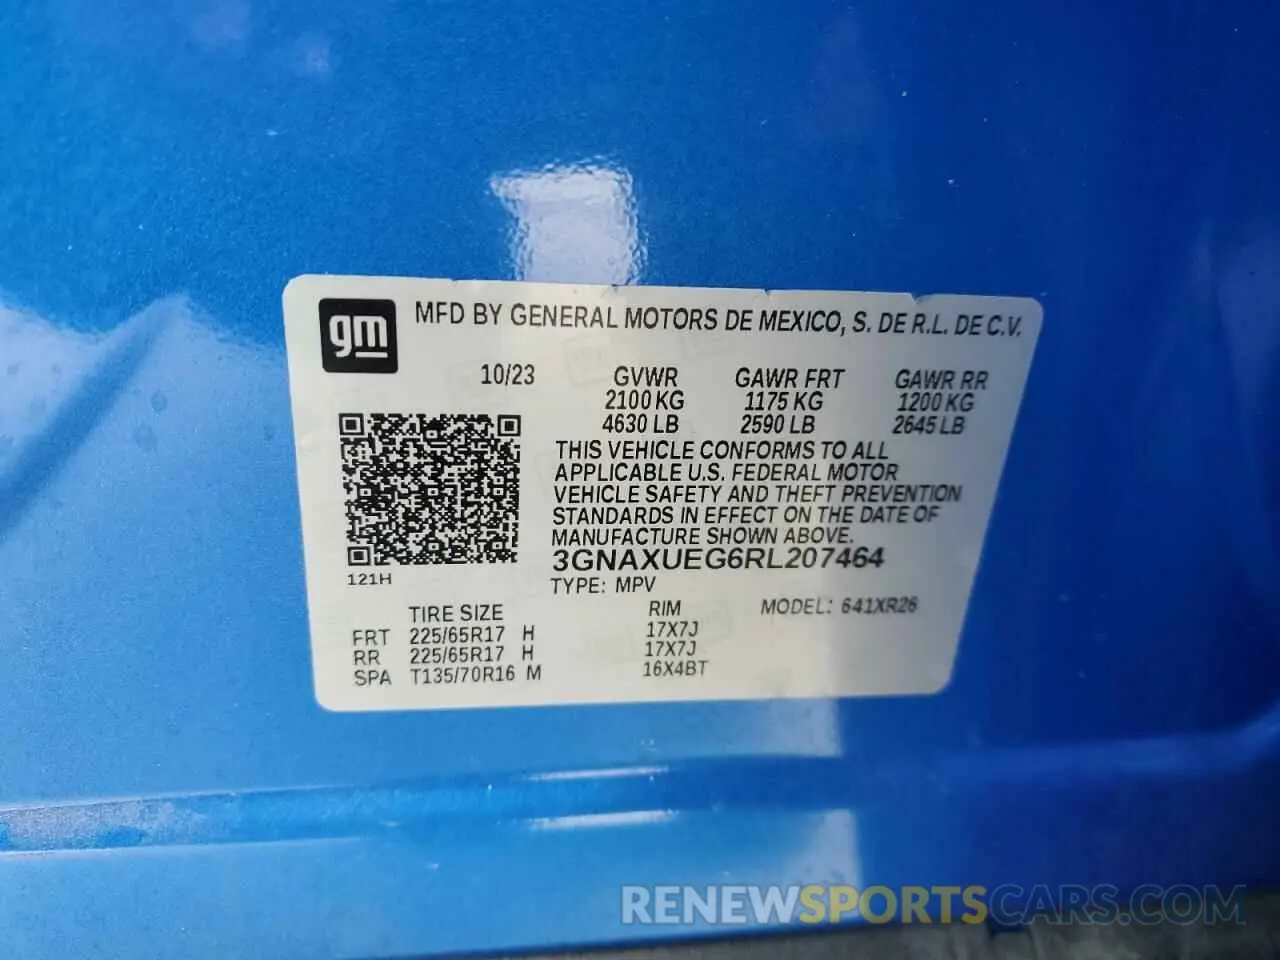 gm
MFD BY GENERAL MOTORS DE MEXICO, S. DE R.L. DE C.V.
10/23 GVWR GAWR FRT GAWR RR
2100 KG 1175 KG 1200 KG
4630 LB 2590 LB 2645 LB
THIS VEHICLE CONFORMS TO ALL
APPLICABLE U.S. FEDERAL MOTOR
VEHICLE SAFETY AND THEFT PREVENTION
STANDARDS IN EFFECT ON THE DATE OF
MANUFACTURE SHOWN ABOVE.
3GNAXUEG6RL207464
121H
TYPE: MPV
TIRE SIZE RIM MODEL: 641XR26
FRT 225/65R17 H 17X7J
RR 225/65R17 H 17X7J
SPA T135/70R16 M 16X4BT
RENEWSPORTSCARS.COM